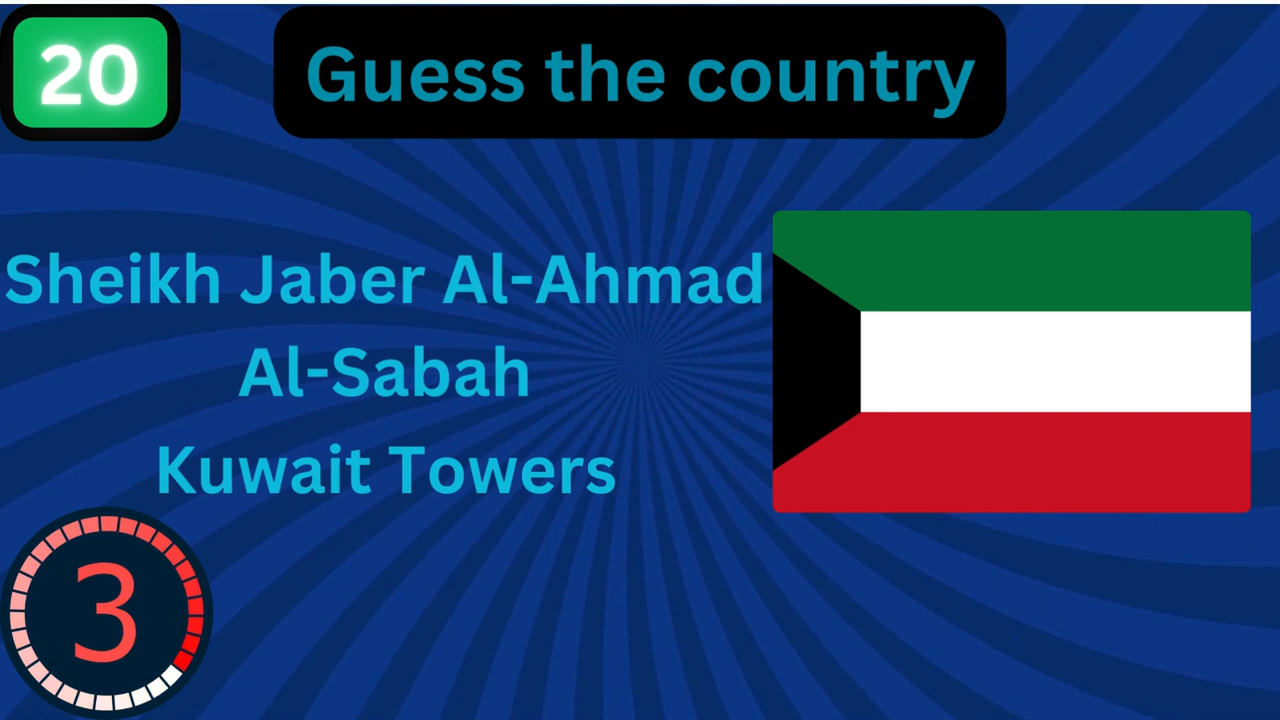 20
Guess the country
Sheikh Jaber Al-Ahmad
Al-Sabah
Kuwait Towers
3